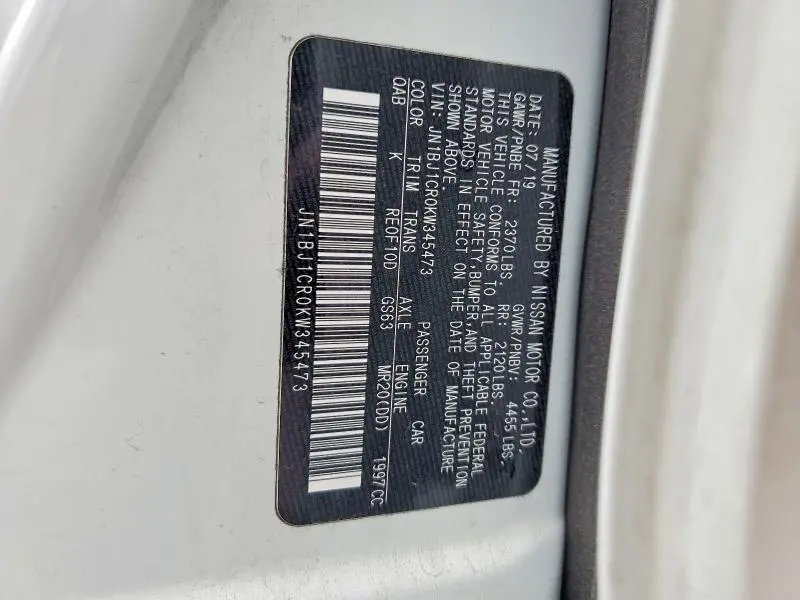 MANUFACTURED BY NISSAN MOTOR CO.,LTD.
DATE: 07/19 GVWR/PNBV: 4455LBS.
GAWR/PNBE FR: 2370LBS. RR: 2120LBS.
THIS VEHICLE CONFORMS TO ALL APPLICABLE FEDERAL
MOTOR VEHICLE SAFETY,BUMPER,AND THEFT PREVENTION
STANDARDS IN EFFECT ON THE DATE OF MANUFACTURE
SHOWN ABOVE.
VIN: JN1BJ1CR0KW345473 PASSENGER CAR
COLOR TRIM TRANS AXLE ENGINE
QAB K RE0F10D GS63 MR20(DD) 1997CC
JN1BJ1CR0KW345473